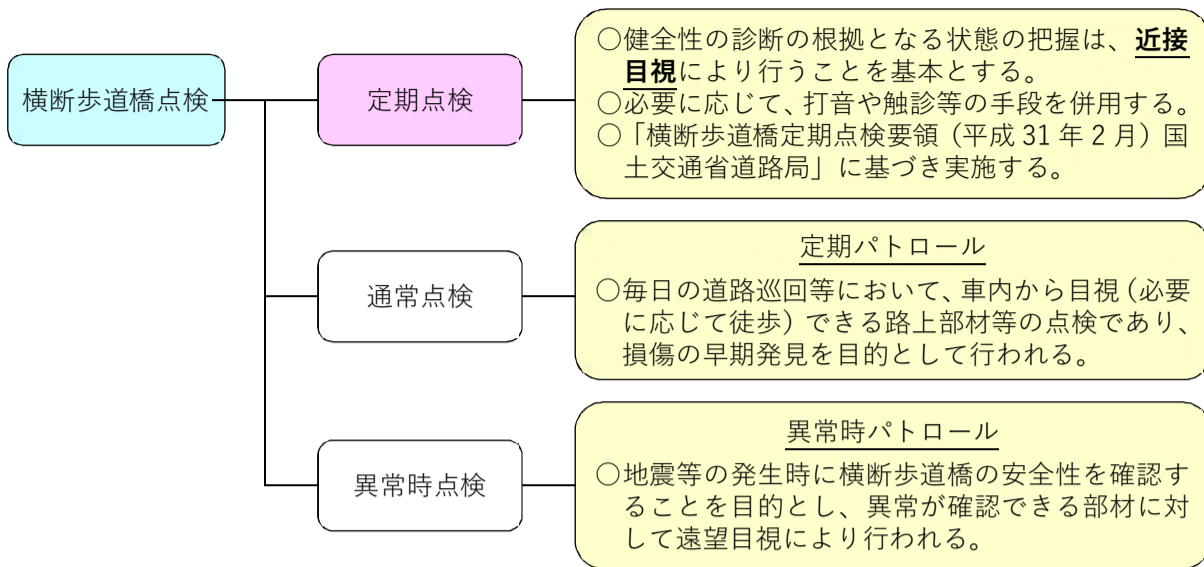 横断歩道橋点検
定期点検
○健全性の診断の根拠となる状態の把握は、近接
目視により行うことを基本とする。
○必要に応じて、打音や触診等の手段を併用する。
○「横断歩道橋定期点検要領（平成 31 年 2 月）国
土交通省道路局」に基づき実施する。
通常点検
定期パトロール
○毎日の道路巡回等において、車内から目視（必要
に応じて徒歩）できる路上部材等の点検であり、
損傷の早期発見を目的として行われる。
異常時点検
異常時パトロール
○地震等の発生時に横断歩道橋の安全性を確認す
ることを目的とし、異常が確認できる部材に対
して遠望目視により行われる。